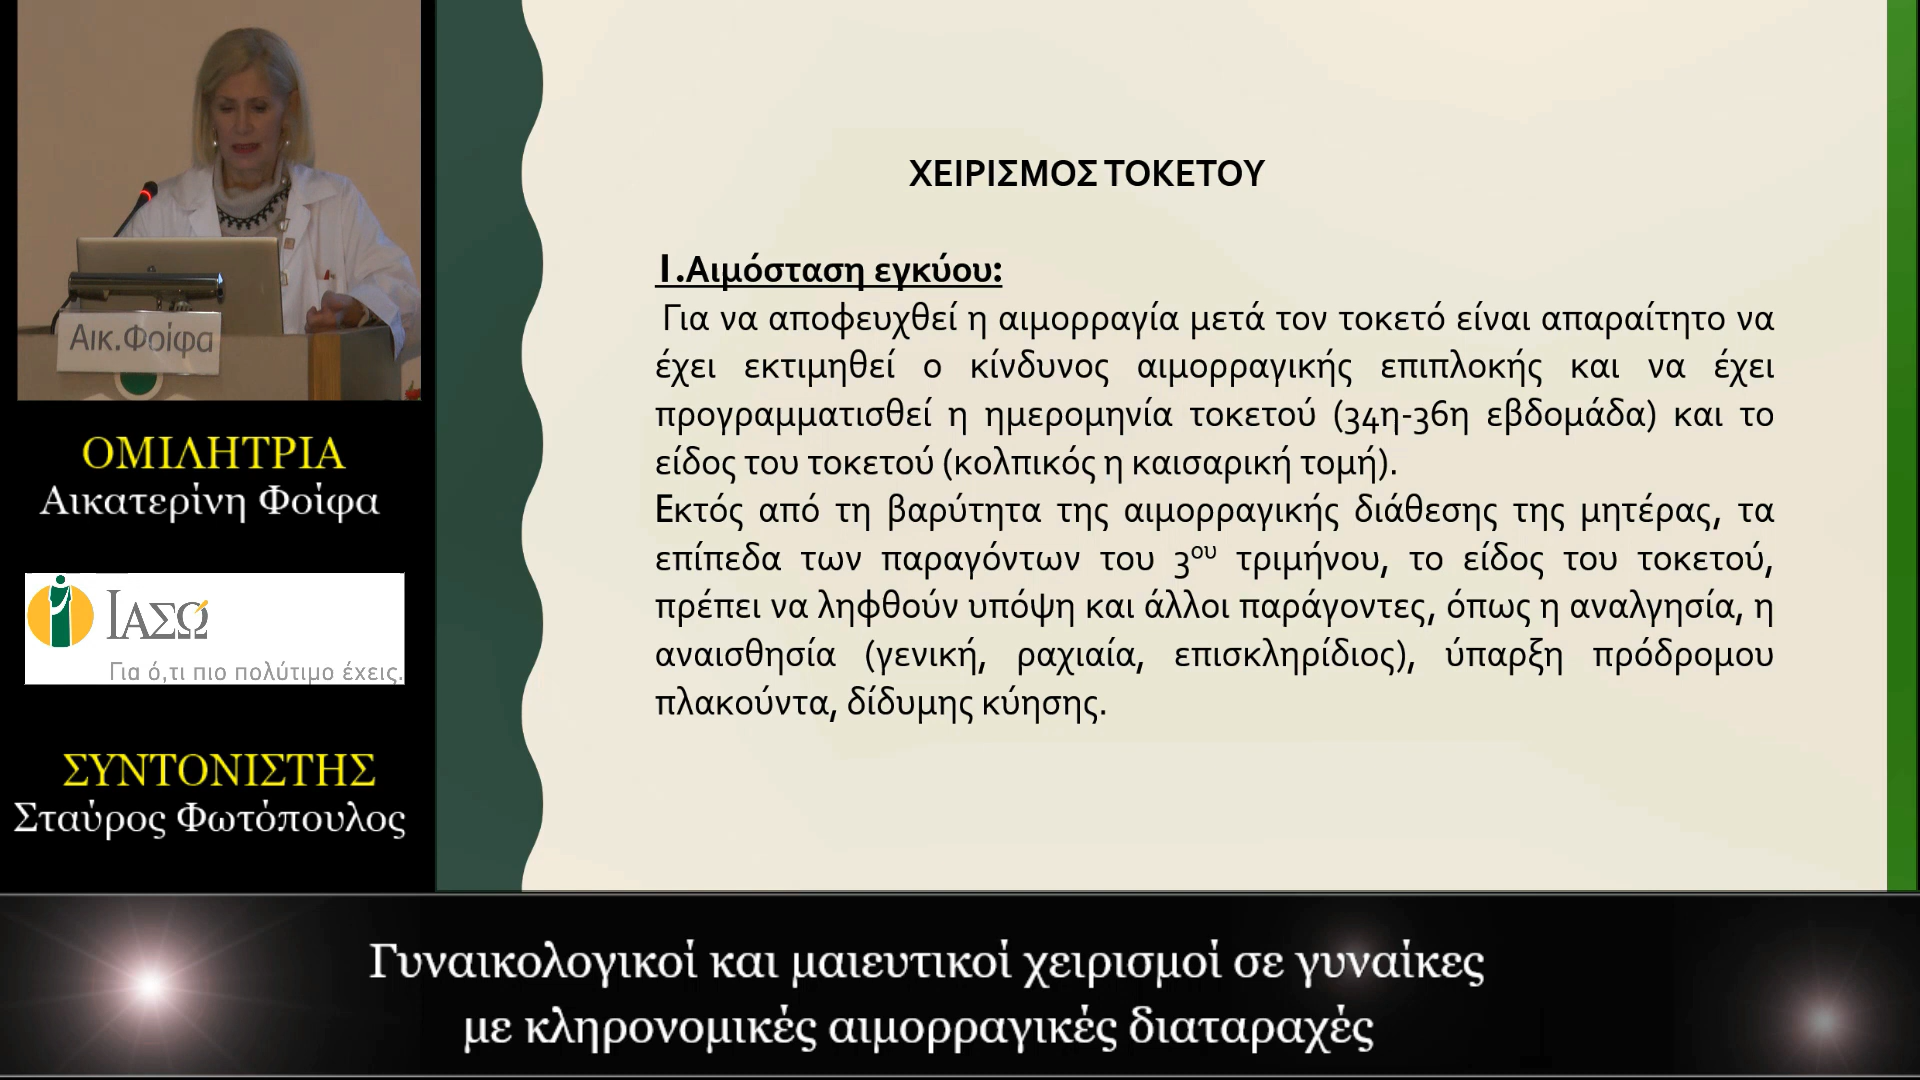 Αικ.Φοίφα
ΟΜΙΛΗΤΡΙΑ
Αικατερίνη Φοίφα
ΙΑΣΩ
Για ό,τι πιο πολύτιμο έχεις.
ΣΥΝΤΟΝΙΣΤΗΣ
Σταύρος Φωτόπουλος
ΧΕΙΡΙΣΜΟΣ ΤΟΚΕΤΟΥ
1.Αιμόσταση εγκύου:
Για να αποφευχθεί η αιμορραγία μετά τον τοκετό είναι απαραίτητο να
έχει εκτιμηθεί ο κίνδυνος αιμορραγικής επιπλοκής και να έχει
προγραμματισθεί η ημερομηνία τοκετού (34η-36η εβδομάδα) και το
είδος του τοκετού (κολπικός η καισαρική τομή).
Εκτός από τη βαρύτητα της αιμορραγικής διάθεσης της μητέρας, τα
επίπεδα των παραγόντων του 3ου τριμήνου, το είδος του τοκετού,
πρέπει να ληφθούν υπόψη και άλλοι παράγοντες, όπως η αναλγησία, η
αναισθησία (γενική, ραχιαία, επισκληρίδιος), ύπαρξη πρόδρομου
πλακούντα, δίδυμης κύησης.
Γυναικολογικοί και μαιευτικοί χειρισμοί σε γυναίκες
με κληρονομικές αιμορραγικές διαταραχές